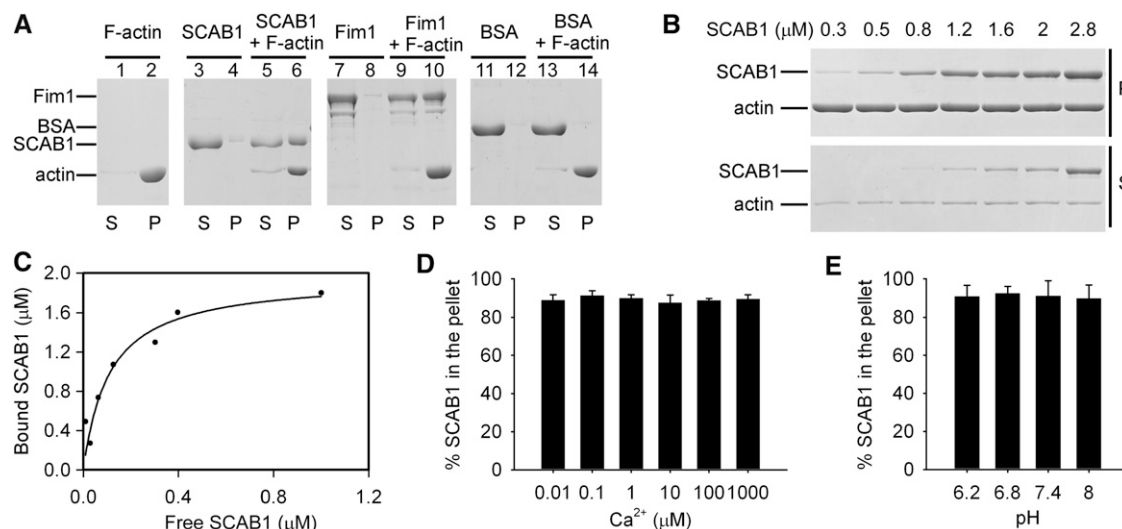 A
F-actin
SCAB1
SCAB1 + F-actin
Fim1
Fim1 + F-actin
BSA
BSA + F-actin
1 2 3 4 5 6 7 8 9 10 11 12 13 14
Fim1
BSA
SCAB1
actin
S P S P S P S P S P S P S P
B
SCAB1 (μM) 0.3 0.5 0.8 1.2 1.6 2 2.8
SCAB1
actin
SCAB1
actin
C
Bound SCAB1 (μM)
2.0
1.6
1.2
0.8
0.4
0.0
0.0 0.4 0.8 1.2
Free SCAB1 (μM)
D
% SCAB1 in the pellet
100
80
60
40
20
0
0.01 0.1 1 10 100 1000
Ca²⁺ (μM)
E
% SCAB1 in the pellet
100
80
60
40
20
0
6.2 6.8 7.4 8
pH